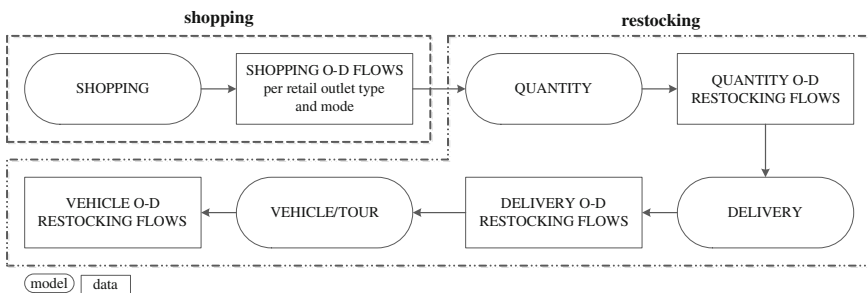 shopping
restocking
SHOPPING
SHOPPING O-D FLOWS
per retail outlet type
and mode
QUANTITY
QUANTITY O-D
RESTOCKING FLOWS
VEHICLE O-D
RESTOCKING FLOWS
VEHICLE/TOUR
DELIVERY O-D
RESTOCKING FLOWS
DELIVERY
model
data